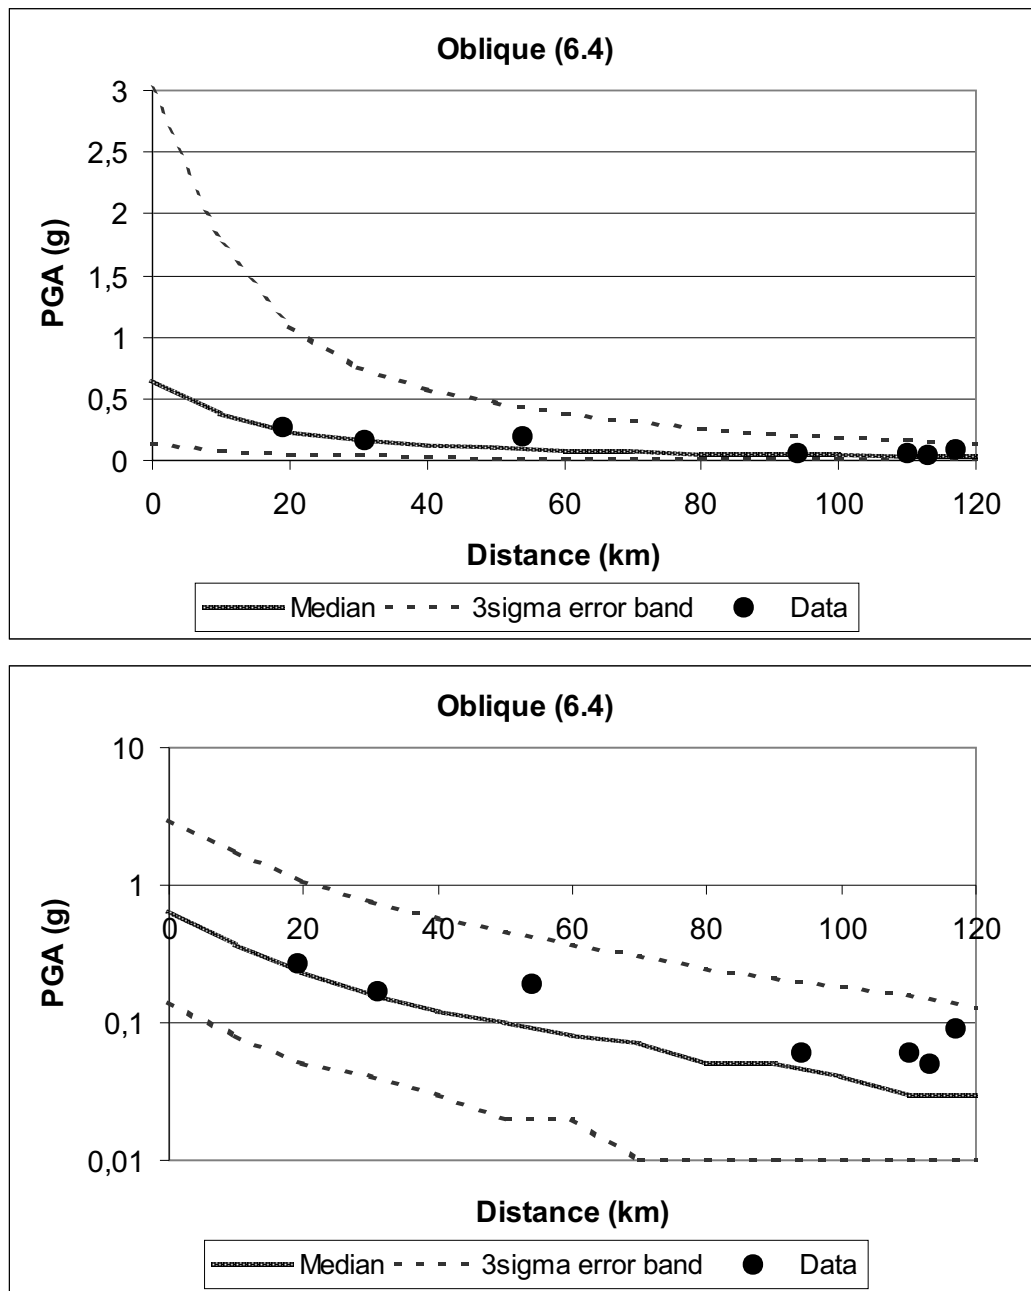 Oblique (6.4)
3
2,5
2
1,5
1
0,5
0
PGA (g)
0 20 40 60 80 100 120
Distance (km)
Median 3sigma error band Data
Oblique (6.4)
10
1
0,1
0,01
PGA (g)
0 20 40 60 80 100 120
Distance (km)
Median 3sigma error band Data